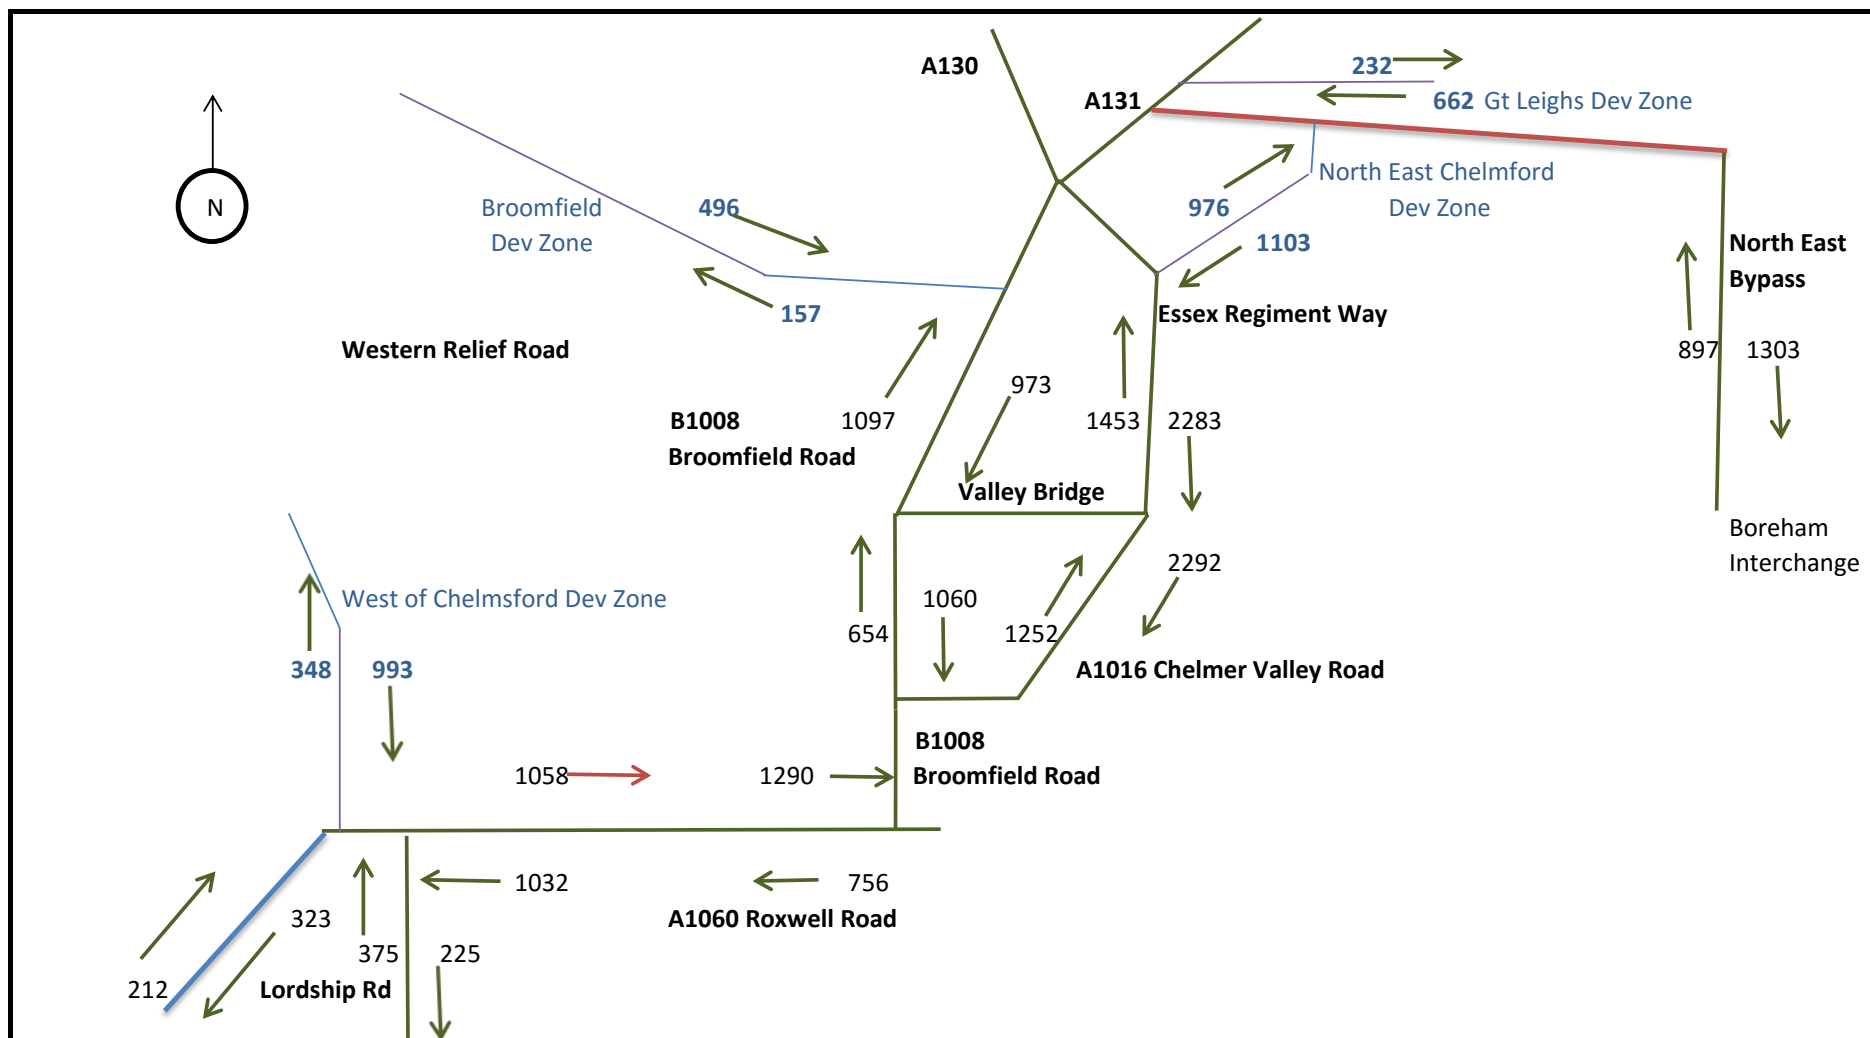 A130
232
A131
662 Gt Leighs Dev Zone
N
Broomfield
Dev Zone
496
976
North East Chelmford
Dev Zone
1103
North East
Bypass
157
Essex Regiment Way
Western Relief Road
897
1303
973
B1008
Broomfield Road
1097
1453
2283
Valley Bridge
Boreham
Interchange
2292
West of Chelmsford Dev Zone
1060
654
1252
348
993
A1016 Chelmer Valley Road
B1008
Broomfield Road
1058
1290
1032
756
323
A1060 Roxwell Road
375
225
212
Lordship Rd